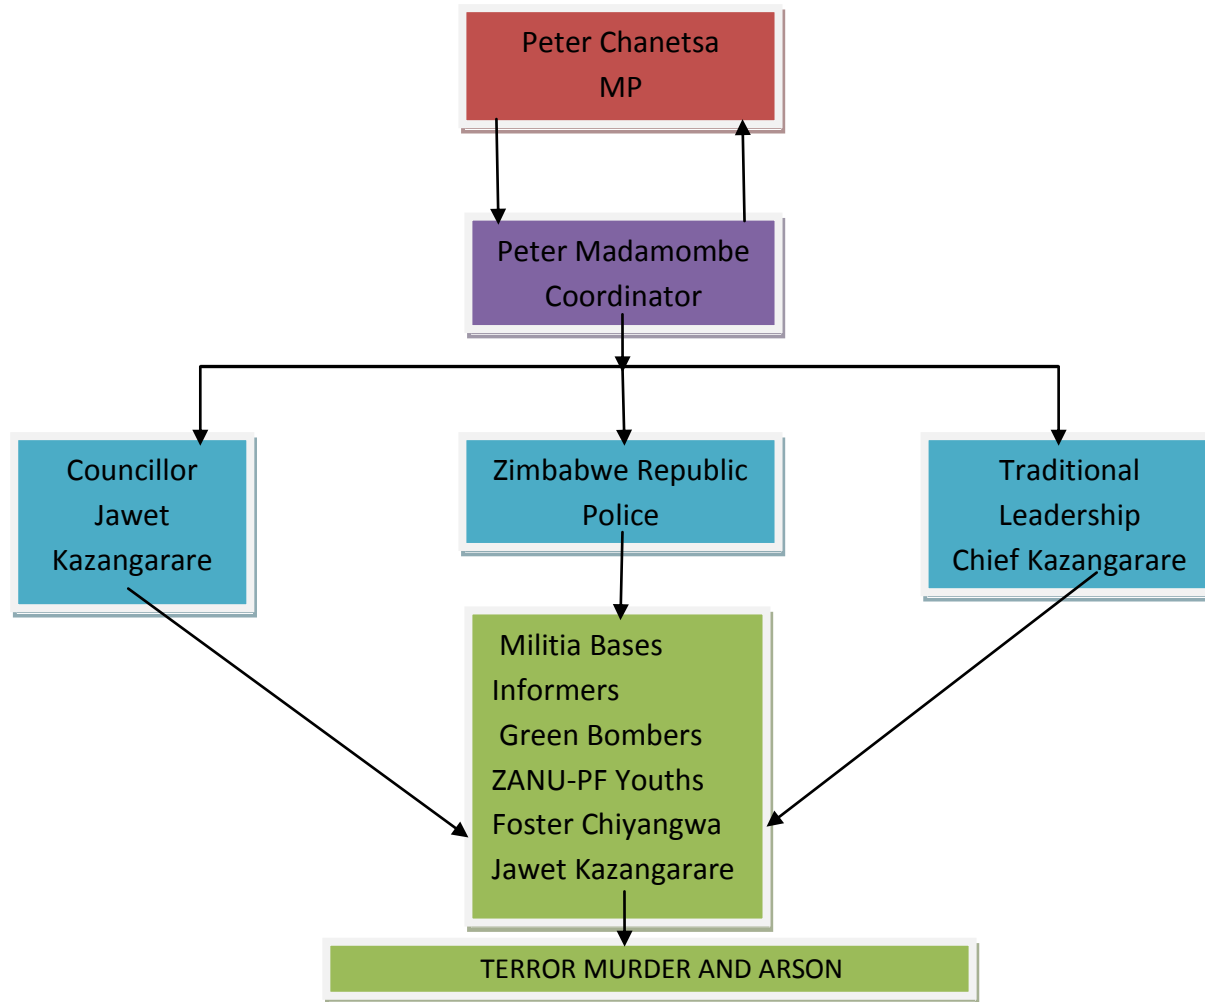 Peter Chanetsa
MP
Peter Madamombe
Coordinator
Councillor
Jawet
Kazangarare
Zimbabwe Republic
Police
Traditional
Leadership
Chief Kazangarare
Militia Bases
Informers
Green Bombers
ZANU-PF Youths
Foster Chiyangwa
Jawet Kazangarare
TERROR MURDER AND ARSON